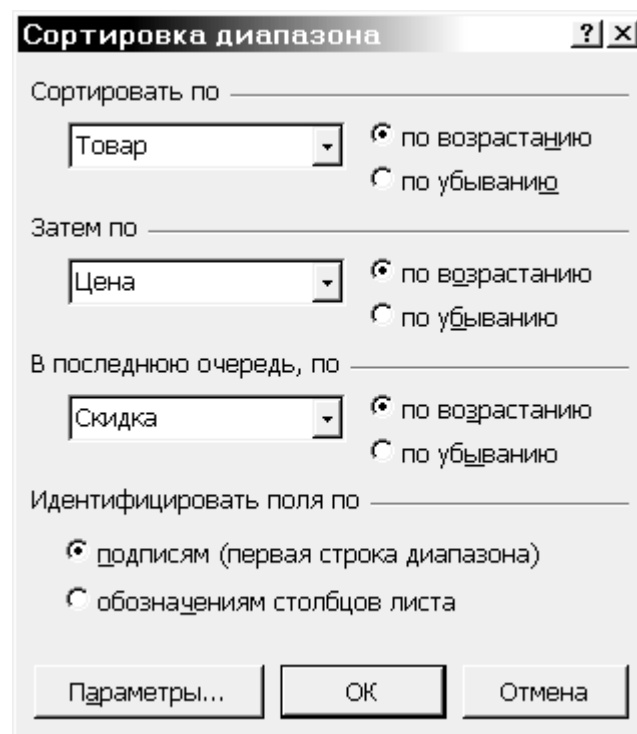 Сортировка диапазона
Сортировать по
Товар
по возрастанию
по убыванию
Затем по
Цена
по возрастанию
по убыванию
В последнюю очередь, по
Скидка
по возрастанию
по убыванию
Идентифицировать поля по
подписям (первая строка диапазона)
обозначениям столбцов листа
Параметры... ОК Отмена